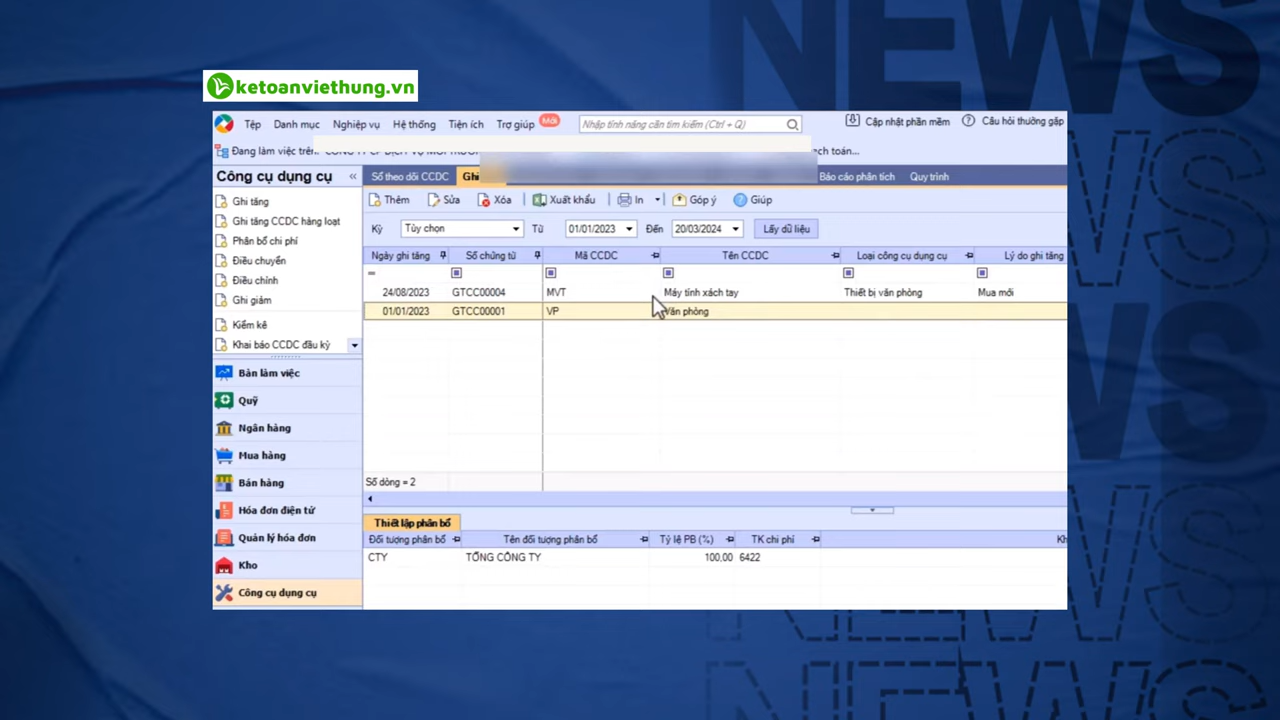 NEWS
NEWS
NEWS
NEWS
NEWS
ketoanviethung.vn
Tệp Danh mục Nghiệp vụ Hệ thống Tiện ích Trợ giúp Mới Nhập tính năng cần tìm kiếm (Ctrl + Q) Cập nhật phần mềm Câu hỏi thường gặp
Đang làm việc trên:
Công cụ dụng cụ « Sổ theo dõi CCDC Ghi Báo cáo phân tích Quy trình
Thêm Sửa Xóa Xuất khẩu In Góp ý Giúp
Kỳ Tùy chọn Từ 01/01/2023 Đến 20/03/2024 Lấy dữ liệu
Ghi tăng
Ghi tăng CCDC hàng loạt
Phân bổ chi phí
Điều chuyển
Điều chỉnh
Ghi giảm
Kiểm kê
Khai báo CCDC đầu kỳ
Bàn làm việc
Quỹ
Ngân hàng
Mua hàng
Bán hàng
Hóa đơn điện tử
Quản lý hóa đơn
Kho
Công cụ dụng cụ
Ngày ghi tăng Số chứng từ Mã CCDC Tên CCDC Loại công cụ dụng cụ Lý do ghi tăng
=
24/08/2023 GTCC00004 MVT Máy tính xách tay Thiết bị văn phòng Mua mới
01/01/2023 GTCC00001 VP Văn phòng
Số dòng = 2
Thiết lập phân bổ
Đối tượng phân bổ Tên đối tượng phân bổ Tỷ lệ PB (%) TK chi phí
CTY TỔNG CÔNG TY 100,00 6422